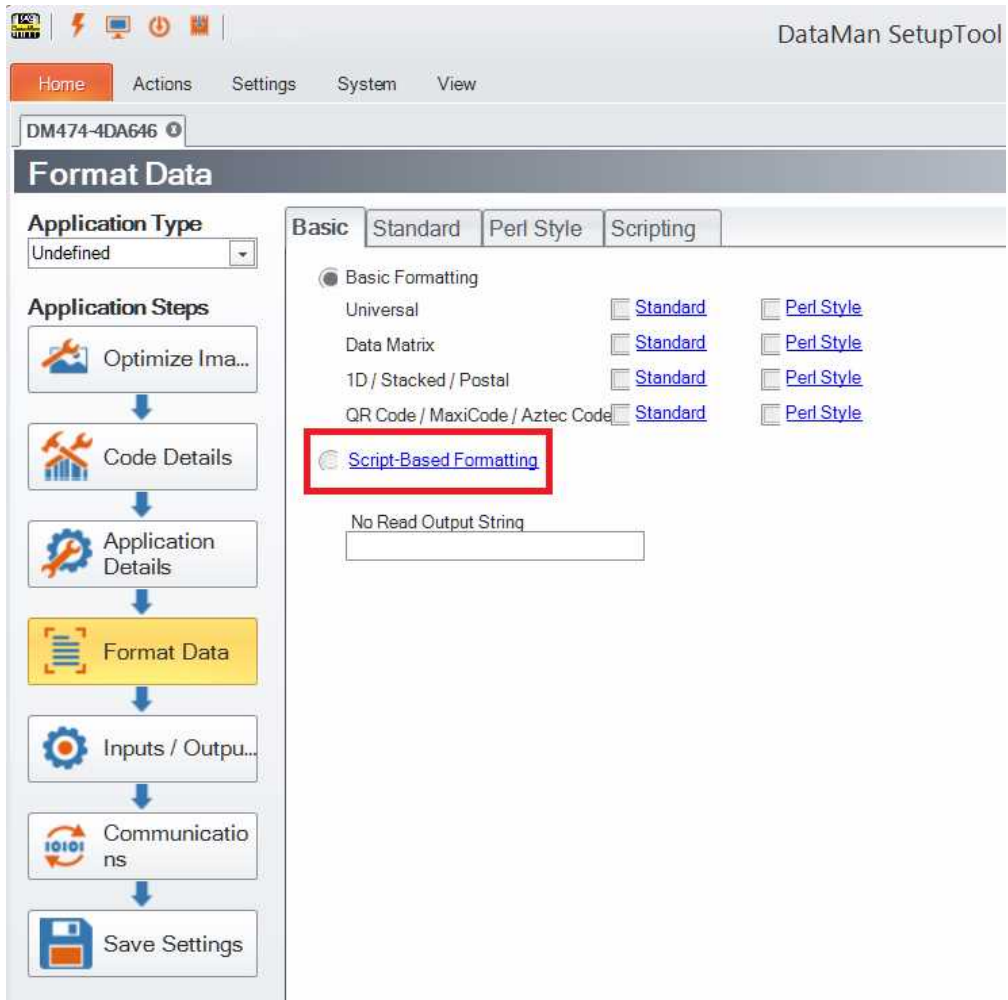 DataMan SetupTool
Home Actions Settings System View
DM474-4DA646
Format Data
Application Type
Undefined
Application Steps
Optimize Ima...
Code Details
Application
Details
Format Data
Inputs / Outpu...
Communicatio
ns
Save Settings
Basic Standard Perl Style Scripting
Basic Formatting
Universal Standard Perl Style
Data Matrix Standard Perl Style
1D / Stacked / Postal Standard Perl Style
QR Code / MaxiCode / Aztec Code Standard Perl Style
Script-Based Formatting
No Read Output String